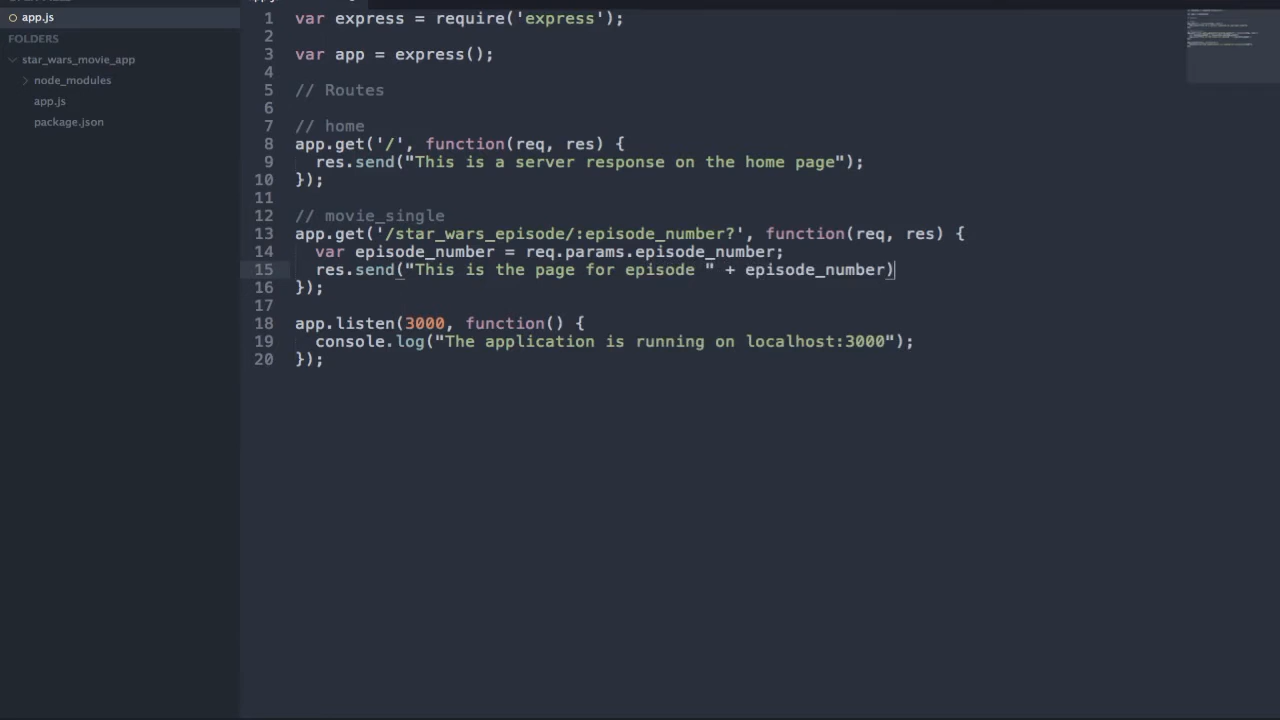 app.js
FOLDERS
star_wars_movie_app
node_modules
app.js
package.json
1 var express = require('express');
2
3 var app = express();
4
5 // Routes
6
7 // home
8 app.get('/', function(req, res) {
9 res.send("This is a server response on the home page");
10 });
11
12 // movie_single
13 app.get('/star_wars_episode/:episode_number?', function(req, res) {
14 var episode_number = req.params.episode_number;
15 res.send("This is the page for episode " + episode_number)
16 });
17
18 app.listen(3000, function() {
19 console.log("The application is running on localhost:3000");
20 });